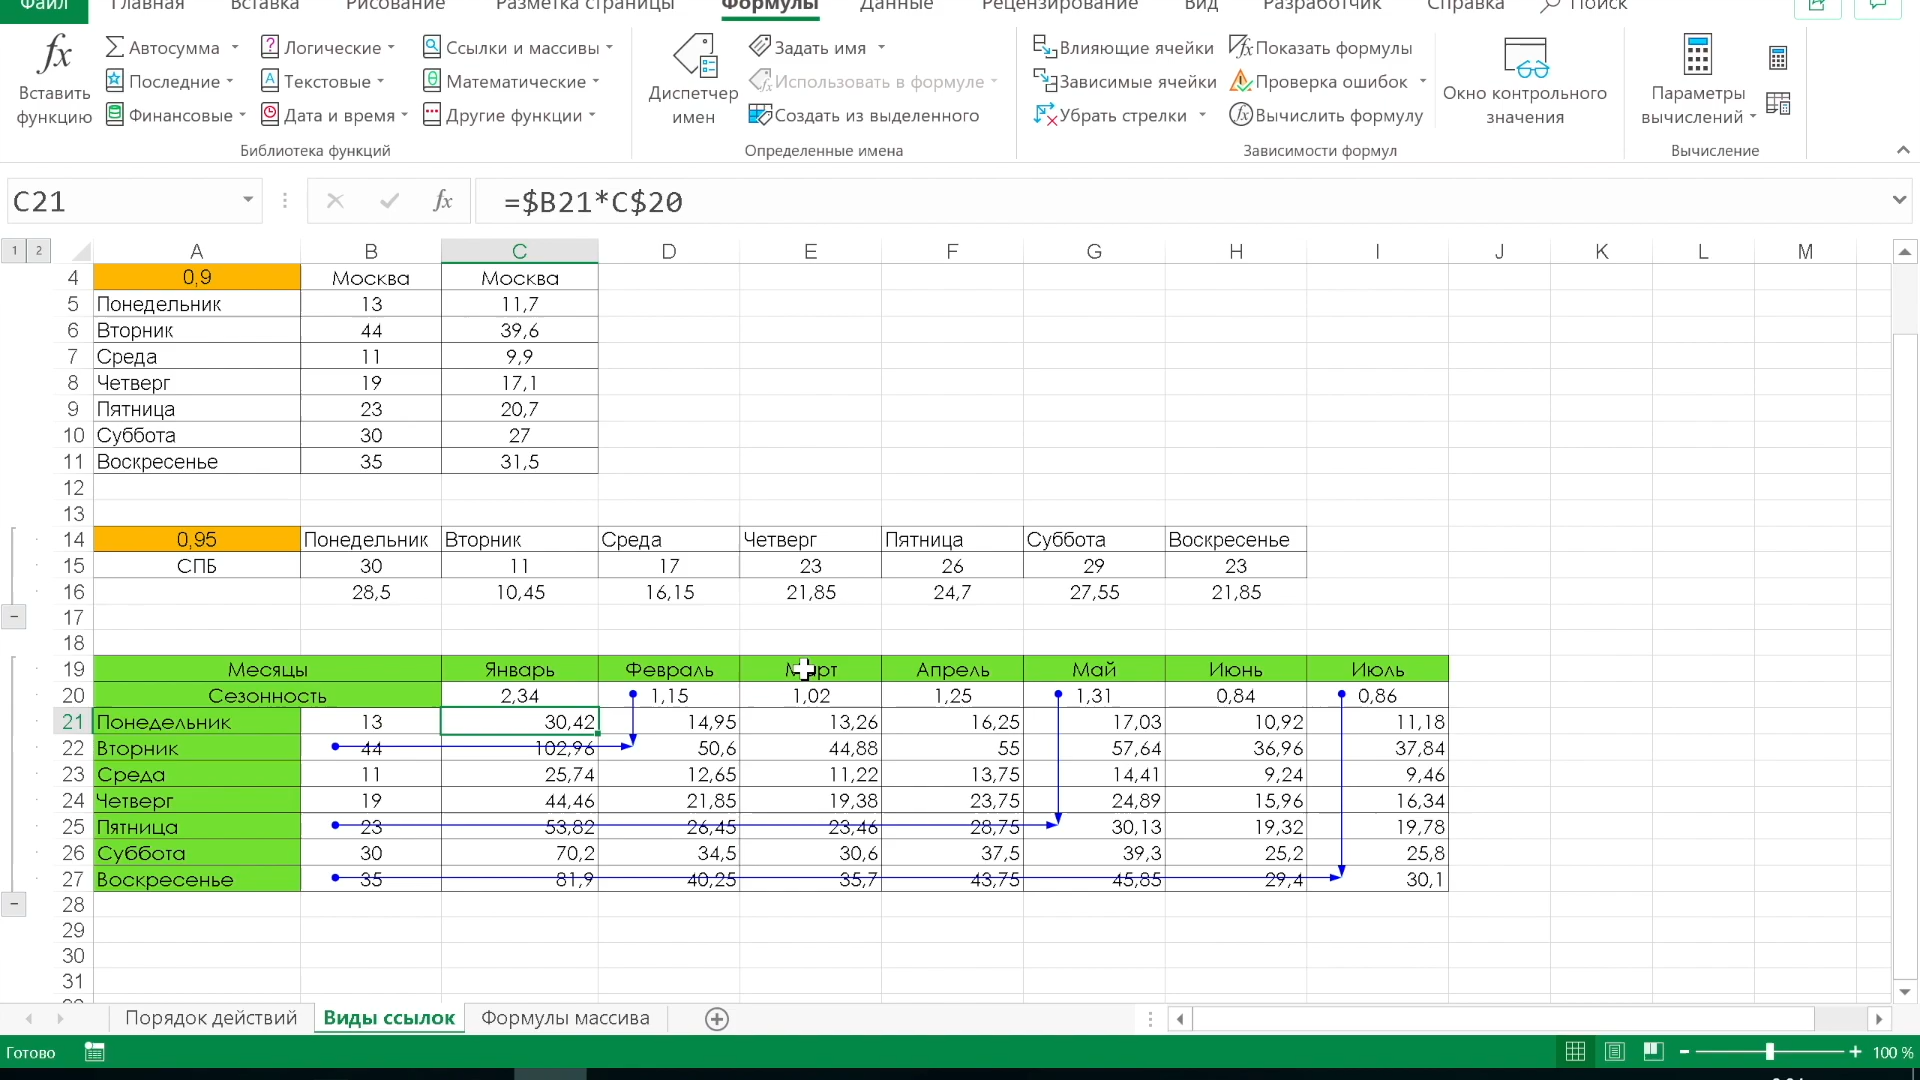 Файл Главная Вставка Рисование Разметка страницы Формулы Данные Рецензирование Вид Разработчик Справка Поиск
fx
Вставить функцию
Автосумма
Последние
Финансовые
Логические
Текстовые
Дата и время
Ссылки и массивы
Математические
Другие функции
Библиотека функций
Диспетчер имен
Задать имя
Использовать в формуле
Создать из выделенного
Определенные имена
Влияющие ячейки
Зависимые ячейки
Убрать стрелки
Показать формулы
Проверка ошибок
Вычислить формулу
Зависимости формул
Окно контрольного значения
Параметры вычислений
Вычисление
C21 fx =$B21*C$20
1 2 A B C D E F G H I J K L M
4 0,9 Москва Москва
5 Понедельник 13 11,7
6 Вторник 44 39,6
7 Среда 11 9,9
8 Четверг 19 17,1
9 Пятница 23 20,7
10 Суббота 30 27
11 Воскресенье 35 31,5
12
13
14 0,95 Понедельник Вторник Среда Четверг Пятница Суббота Воскресенье
15 СПБ 30 11 17 23 26 29 23
16 28,5 10,45 16,15 21,85 24,7 27,55 21,85
17
18
19 Месяцы Январь Февраль Март Апрель Май Июнь Июль
20 Сезонность 2,34 1,15 1,02 1,25 1,31 0,84 0,86
21 Понедельник 13 30,42 14,95 13,26 16,25 17,03 10,92 11,18
22 Вторник 44 102,96 50,6 44,88 55 57,64 36,96 37,84
23 Среда 11 25,74 12,65 11,22 13,75 14,41 9,24 9,46
24 Четверг 19 44,46 21,85 19,38 23,75 24,89 15,96 16,34
25 Пятница 23 53,82 26,45 23,46 28,75 30,13 19,32 19,78
26 Суббота 30 70,2 34,5 30,6 37,5 39,3 25,2 25,8
27 Воскресенье 35 81,9 40,25 35,7 43,75 45,85 29,4 30,1
28
29
30
31
Порядок действий Виды ссылок Формулы массива
Готово 100 %